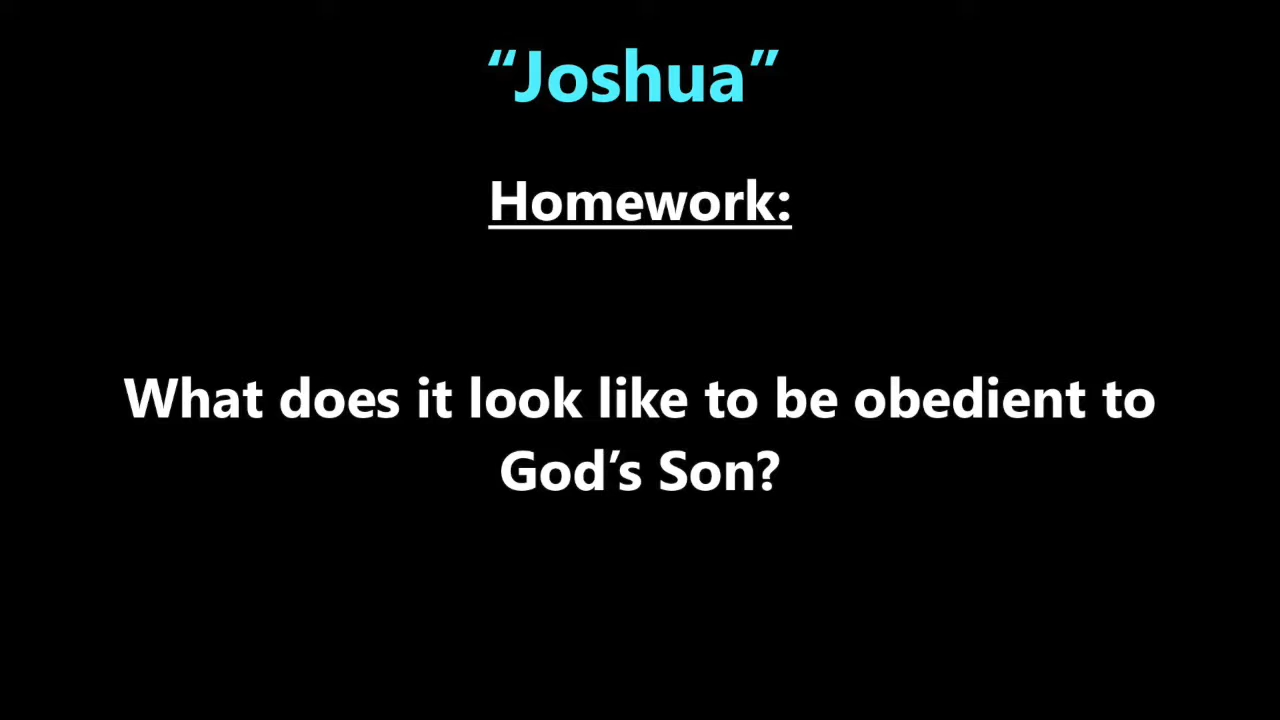 “Joshua”
Homework:
What does it look like to be obedient to
God’s Son?